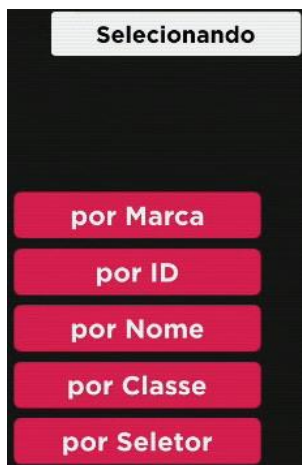 Selecionando
por Marca
por ID
por Nome
por Classe
por Seletor